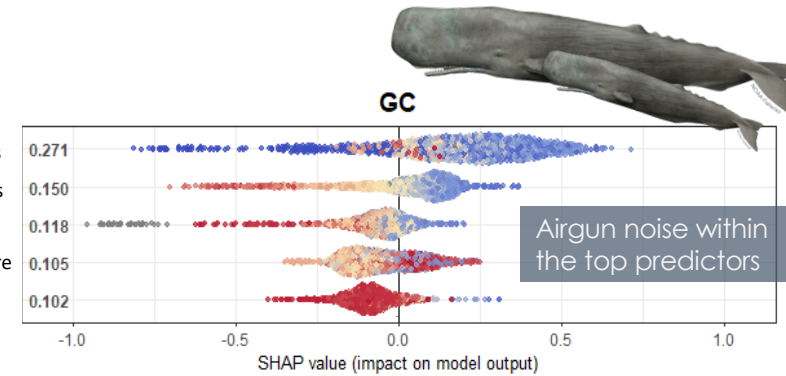 GC
s
0.271
s
0.150
0.118
Airgun noise within
the top predictors
re
0.105
0.102
-1.0
-0.5
0.0
0.5
1.0
SHAP value (impact on model output)